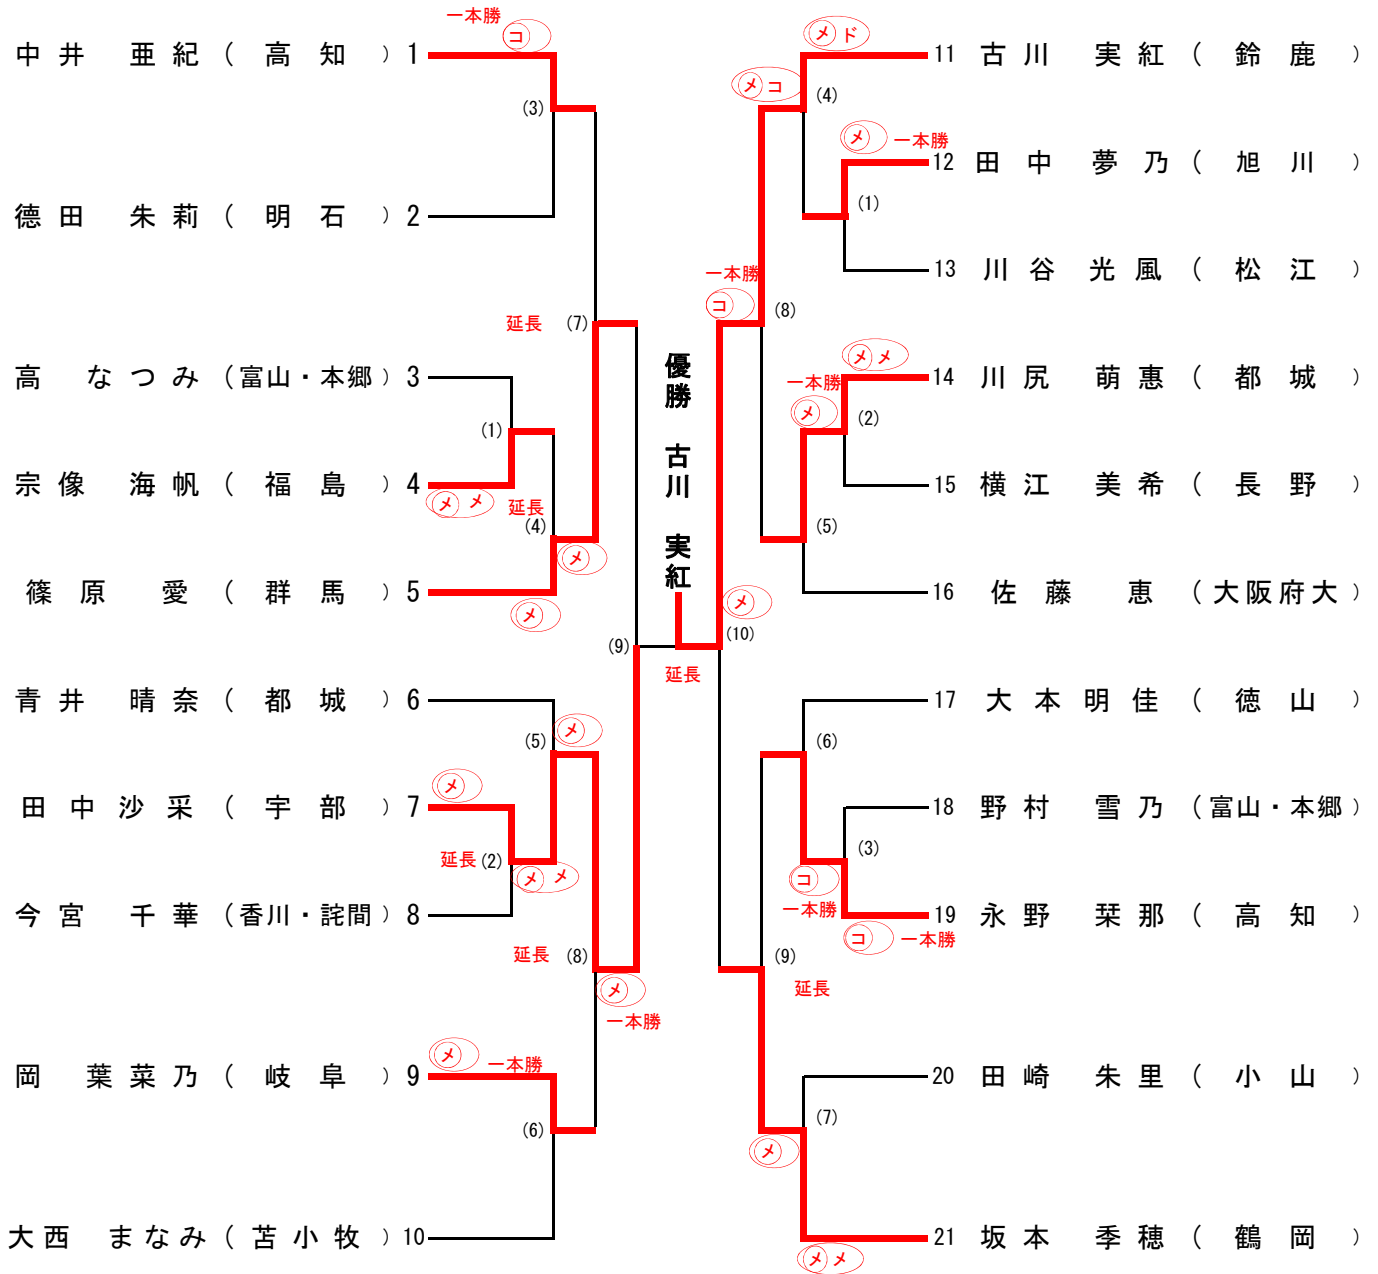 一本勝
コ
中井 亜紀（ 高 知 ）1
(3)
德田 朱莉（ 明 石 ）2
延長 (7)
高 なつみ（富山・本郷）3
(1)
宗像 海帆（ 福 島 ）4
メ メ
延長
(4)
メ
篠原 愛（ 群 馬 ）5
メ
(9)
青井 晴奈（ 都 城 ）6
(5)
メ
メ
田中沙采（ 宇 部 ）7
延長 (2)
メ メ
今宮 千華（香川・詫間）8
延長 (8)
メ
一本勝
メ
一本勝
岡 葉菜乃（ 岐 阜 ）9
(6)
大西 まなみ（ 苫小牧 ）10
優勝 古川 実紅
メ
(10)
延長
メ ド
11 古川 実紅（ 鈴 鹿 ）
メ コ
(4)
メ
一本勝
12 田中 夢乃（ 旭 川 ）
(1)
13 川谷 光風（ 松 江 ）
一本勝
コ
(8)
メ メ
14 川尻 萌惠（ 都 城 ）
一本勝
メ
(2)
15 横江 美希（ 長 野 ）
(5)
16 佐藤 恵（大阪府大）
17 大本明佳（ 徳 山 ）
(6)
18 野村 雪乃（富山・本郷）
(3)
コ
一本勝
19 永野 栞那（ 高 知 ）
コ
一本勝
(9)
延長
20 田崎 朱里（ 小 山 ）
(7)
メ
21 坂本 季穂（ 鶴 岡 ）
メ メ